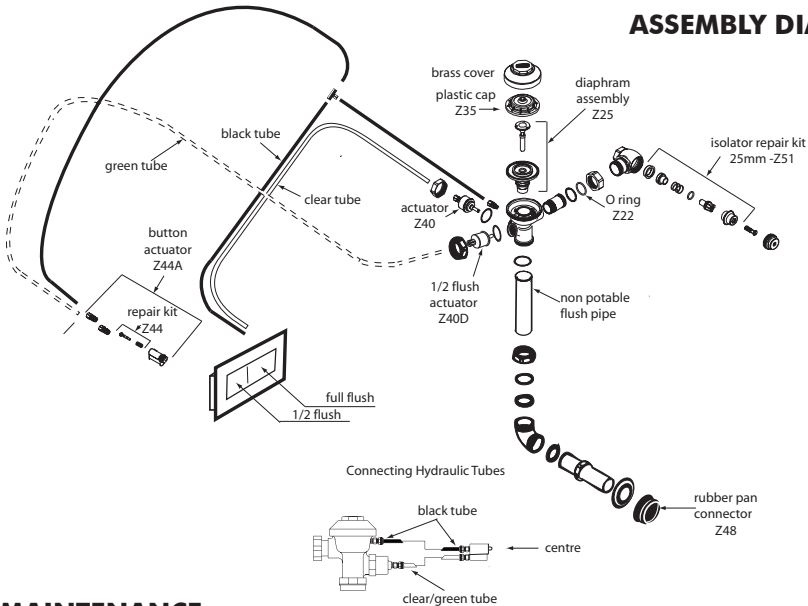 ASSEMBLY DIA
brass cover
plastic cap
Z35
diaphram
assembly
Z25
isolator repair kit
25mm -Z51
black tube
green tube
clear tube
actuator
Z40
O ring
Z22
button
actuator
Z44A
1/2 flush
actuator
Z40D
non potable
flush pipe
repair kit
Z44
full flush
1/2 flush
Connecting Hydraulic Tubes
rubber pan
connector
Z48
black tube
centre
clear/green tube
MAINTENANCE